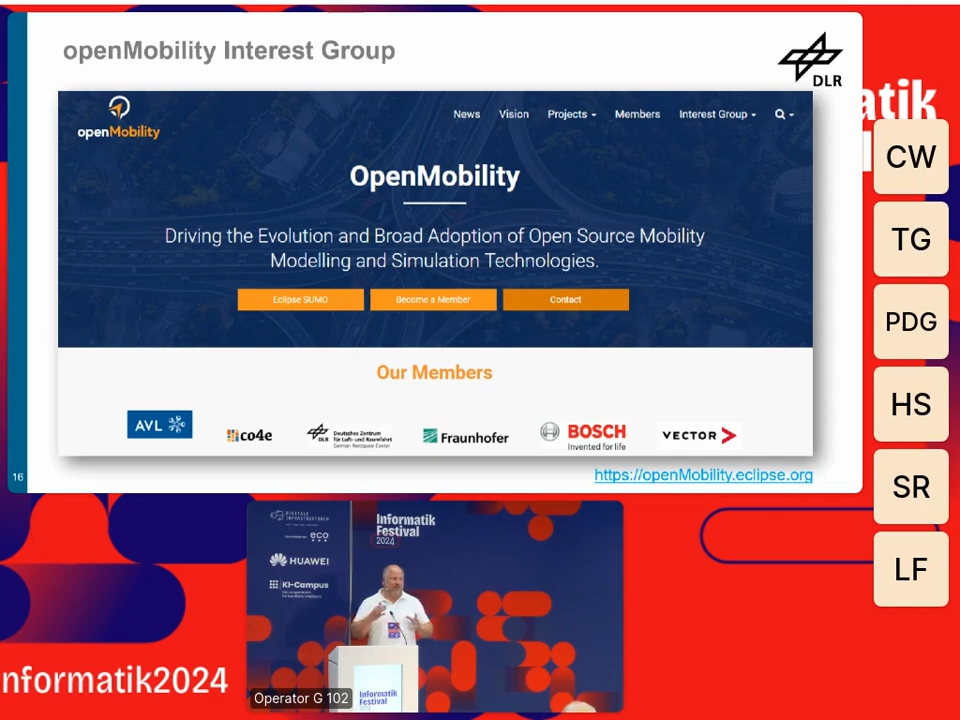 openMobility Interest Group
DLR
openMobility
News Vision Projects Members Interest Group
OpenMobility
Driving the Evolution and Broad Adoption of Open Source Mobility
Modelling and Simulation Technologies.
Eclipse SUMO Become a Member Contact
Our Members
AVL
co4e
DLR Deutsches Zentrum
für Luft- und Raumfahrt
German Aerospace Center
Fraunhofer
BOSCH
Invented for life
VECTOR
16
https://openMobility.eclipse.org
atik
CW
TG
PDG
HS
SR
LF
eco
HUAWEI
KI-Campus
Informatik
Festival
2024
Informatik
Festival
Operator G 102
nformatik2024